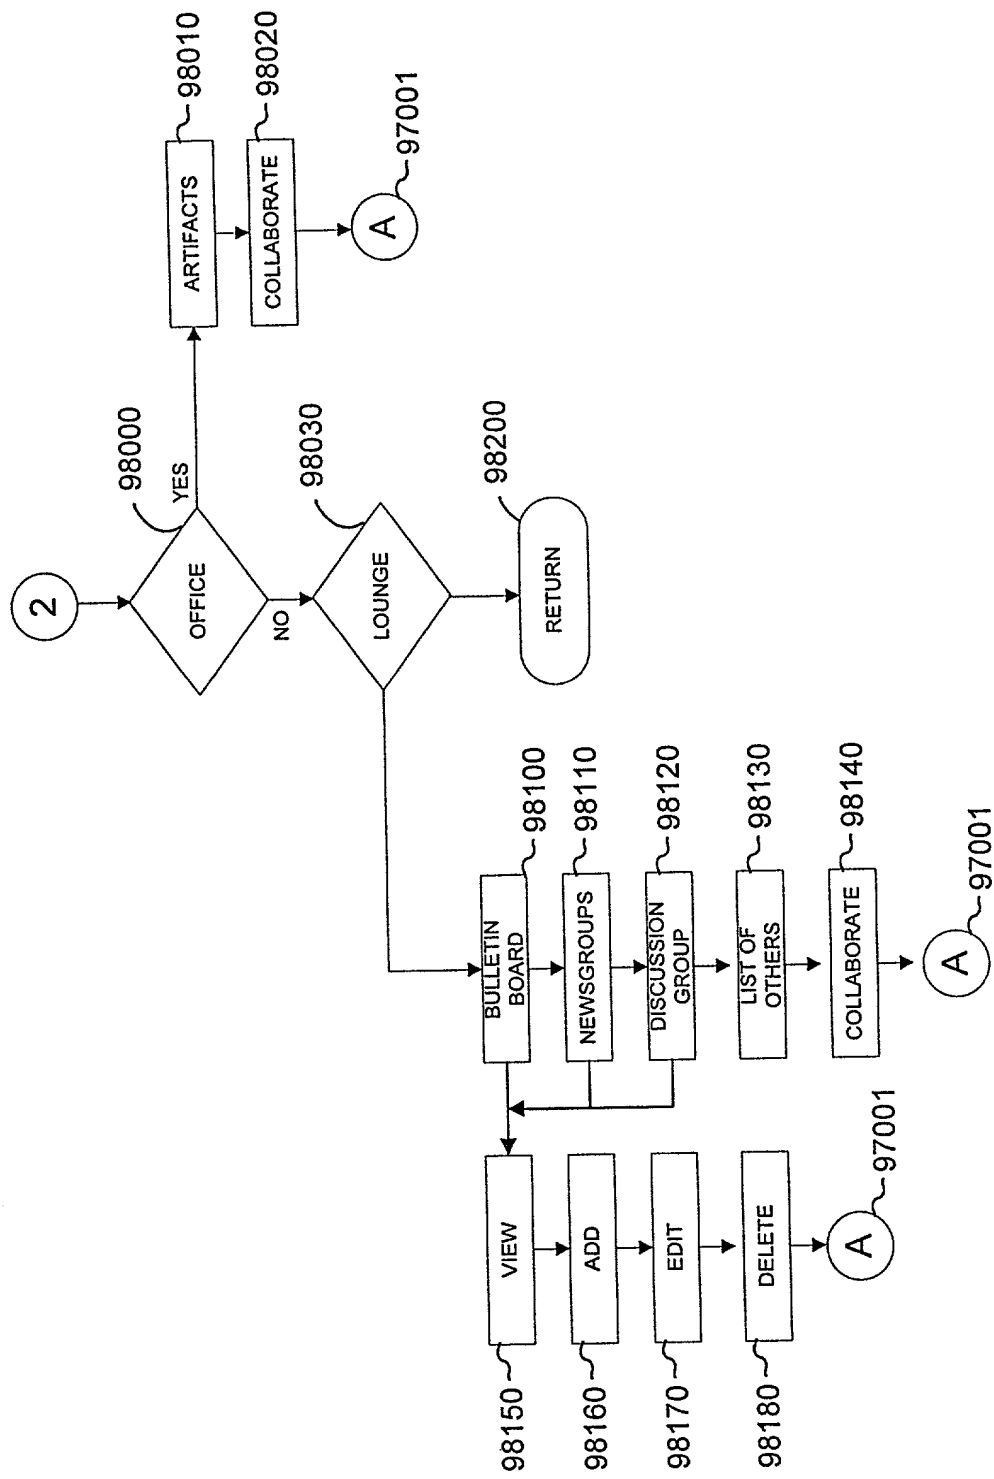 2
98000
OFFICE
YES
NO
98010
ARTIFACTS
98020
COLLABORATE
A
97001
98030
LOUNGE
98200
RETURN
98100
BULLETIN
BOARD
98110
NEWSGROUPS
98120
DISCUSSION
GROUP
98130
LIST OF
OTHERS
98140
COLLABORATE
A
97001
98150
VIEW
98160
ADD
98170
EDIT
98180
DELETE
A
97001